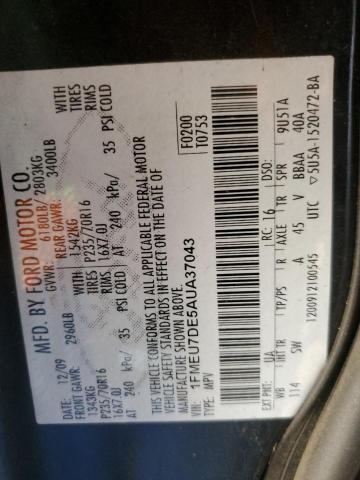 MFD. BY FORD MOTOR CO.
GVWR: 6180LB/ 2803KG
DATE: 12/09
FRONT GAWR: 2960LB
REAR GAWR: 3400LB
1343KG WITH
1542KG WITH
P235/70R16 TIRES
P235/70R16 TIRES
16X7.0J RIMS
16X7.0J RIMS
AT 240 kPa/ 35 PSI COLD
AT 240 kPa/ 35 PSI COLD
THIS VEHICLE CONFORMS TO ALL APPLICABLE FEDERAL MOTOR
VEHICLE SAFETY STANDARDS IN EFFECT ON THE DATE OF
MANUFACTURE SHOWN ABOVE.
VIN: 1FMEU7DE5AUA37043
TYPE: MPV
F0200
T0753
EXT PNT: UA RC: 16 DSO:
WB INT TR TP/PS R AXLE TR SPR 9U51A
114 SW A 45 V BBAA 40A
120091210054S UTC ▽5U5A-1520472-BA